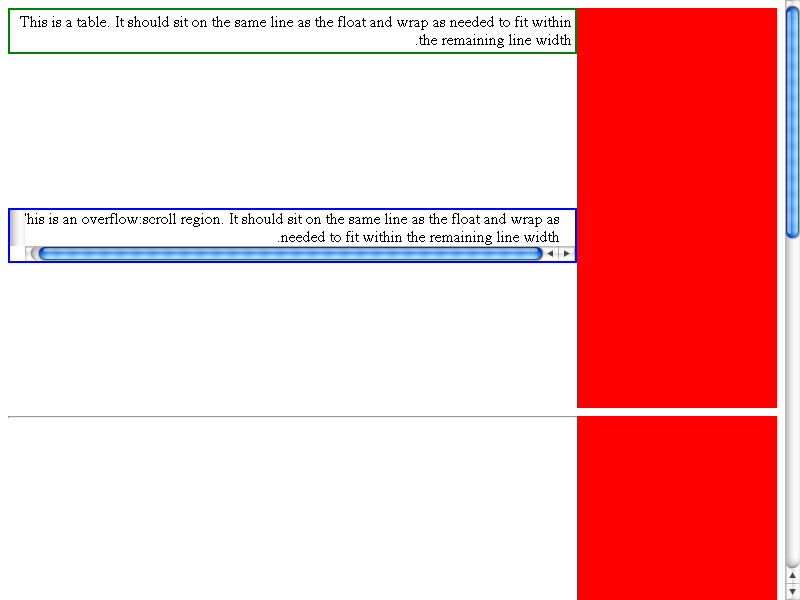 This is a table. It should sit on the same line as the float and wrap as needed to fit within
.the remaining line width
his is an overflow:scroll region. It should sit on the same line as the float and wrap as
.needed to fit within the remaining line width